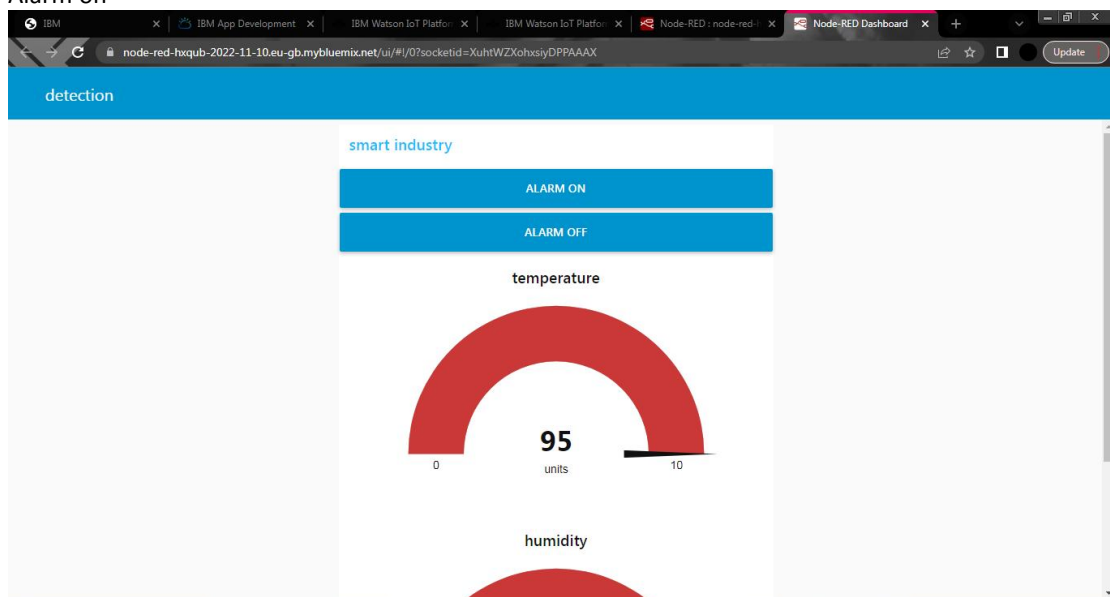 Alarm on
IBM
IBM App Development
IBM Watson IoT Platform
IBM Watson IoT Platfor
Node-RED : node-red-h
Node-RED Dashboard
node-red-hxqub-2022-11-10.eu-gb.mybluemix.net/ui/#!/0?socketid=XuhtWZXohxsiyDPPAAAX
Update
detection
smart industry
ALARM ON
ALARM OFF
temperature
95
units
0
10
humidity